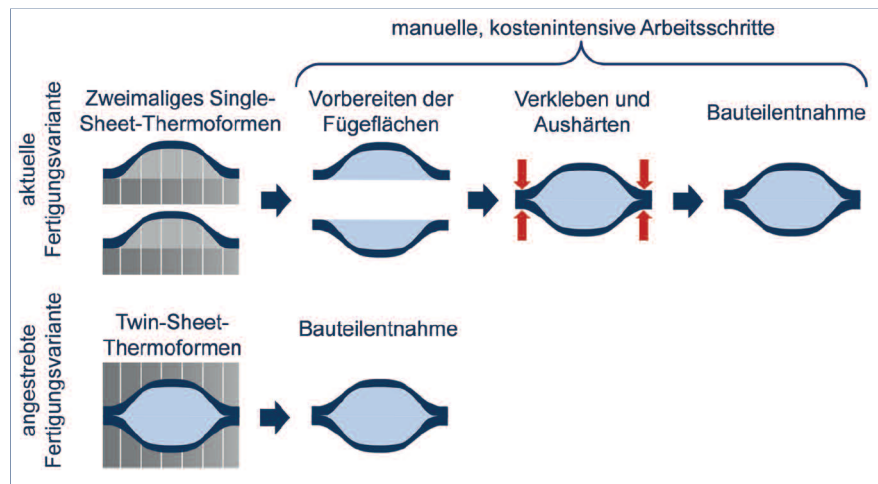 manuelle, kostenintensive Arbeitsschritte
aktuelle
Fertigungsvariante
Zweimaliges Single-
Sheet-Thermoformen
Vorbereiten der
Fügeflächen
Verkleben und
Aushärten
Bauteilentnahme
angestrebte
Fertigungsvariante
Twin-Sheet-
Thermoformen
Bauteilentnahme